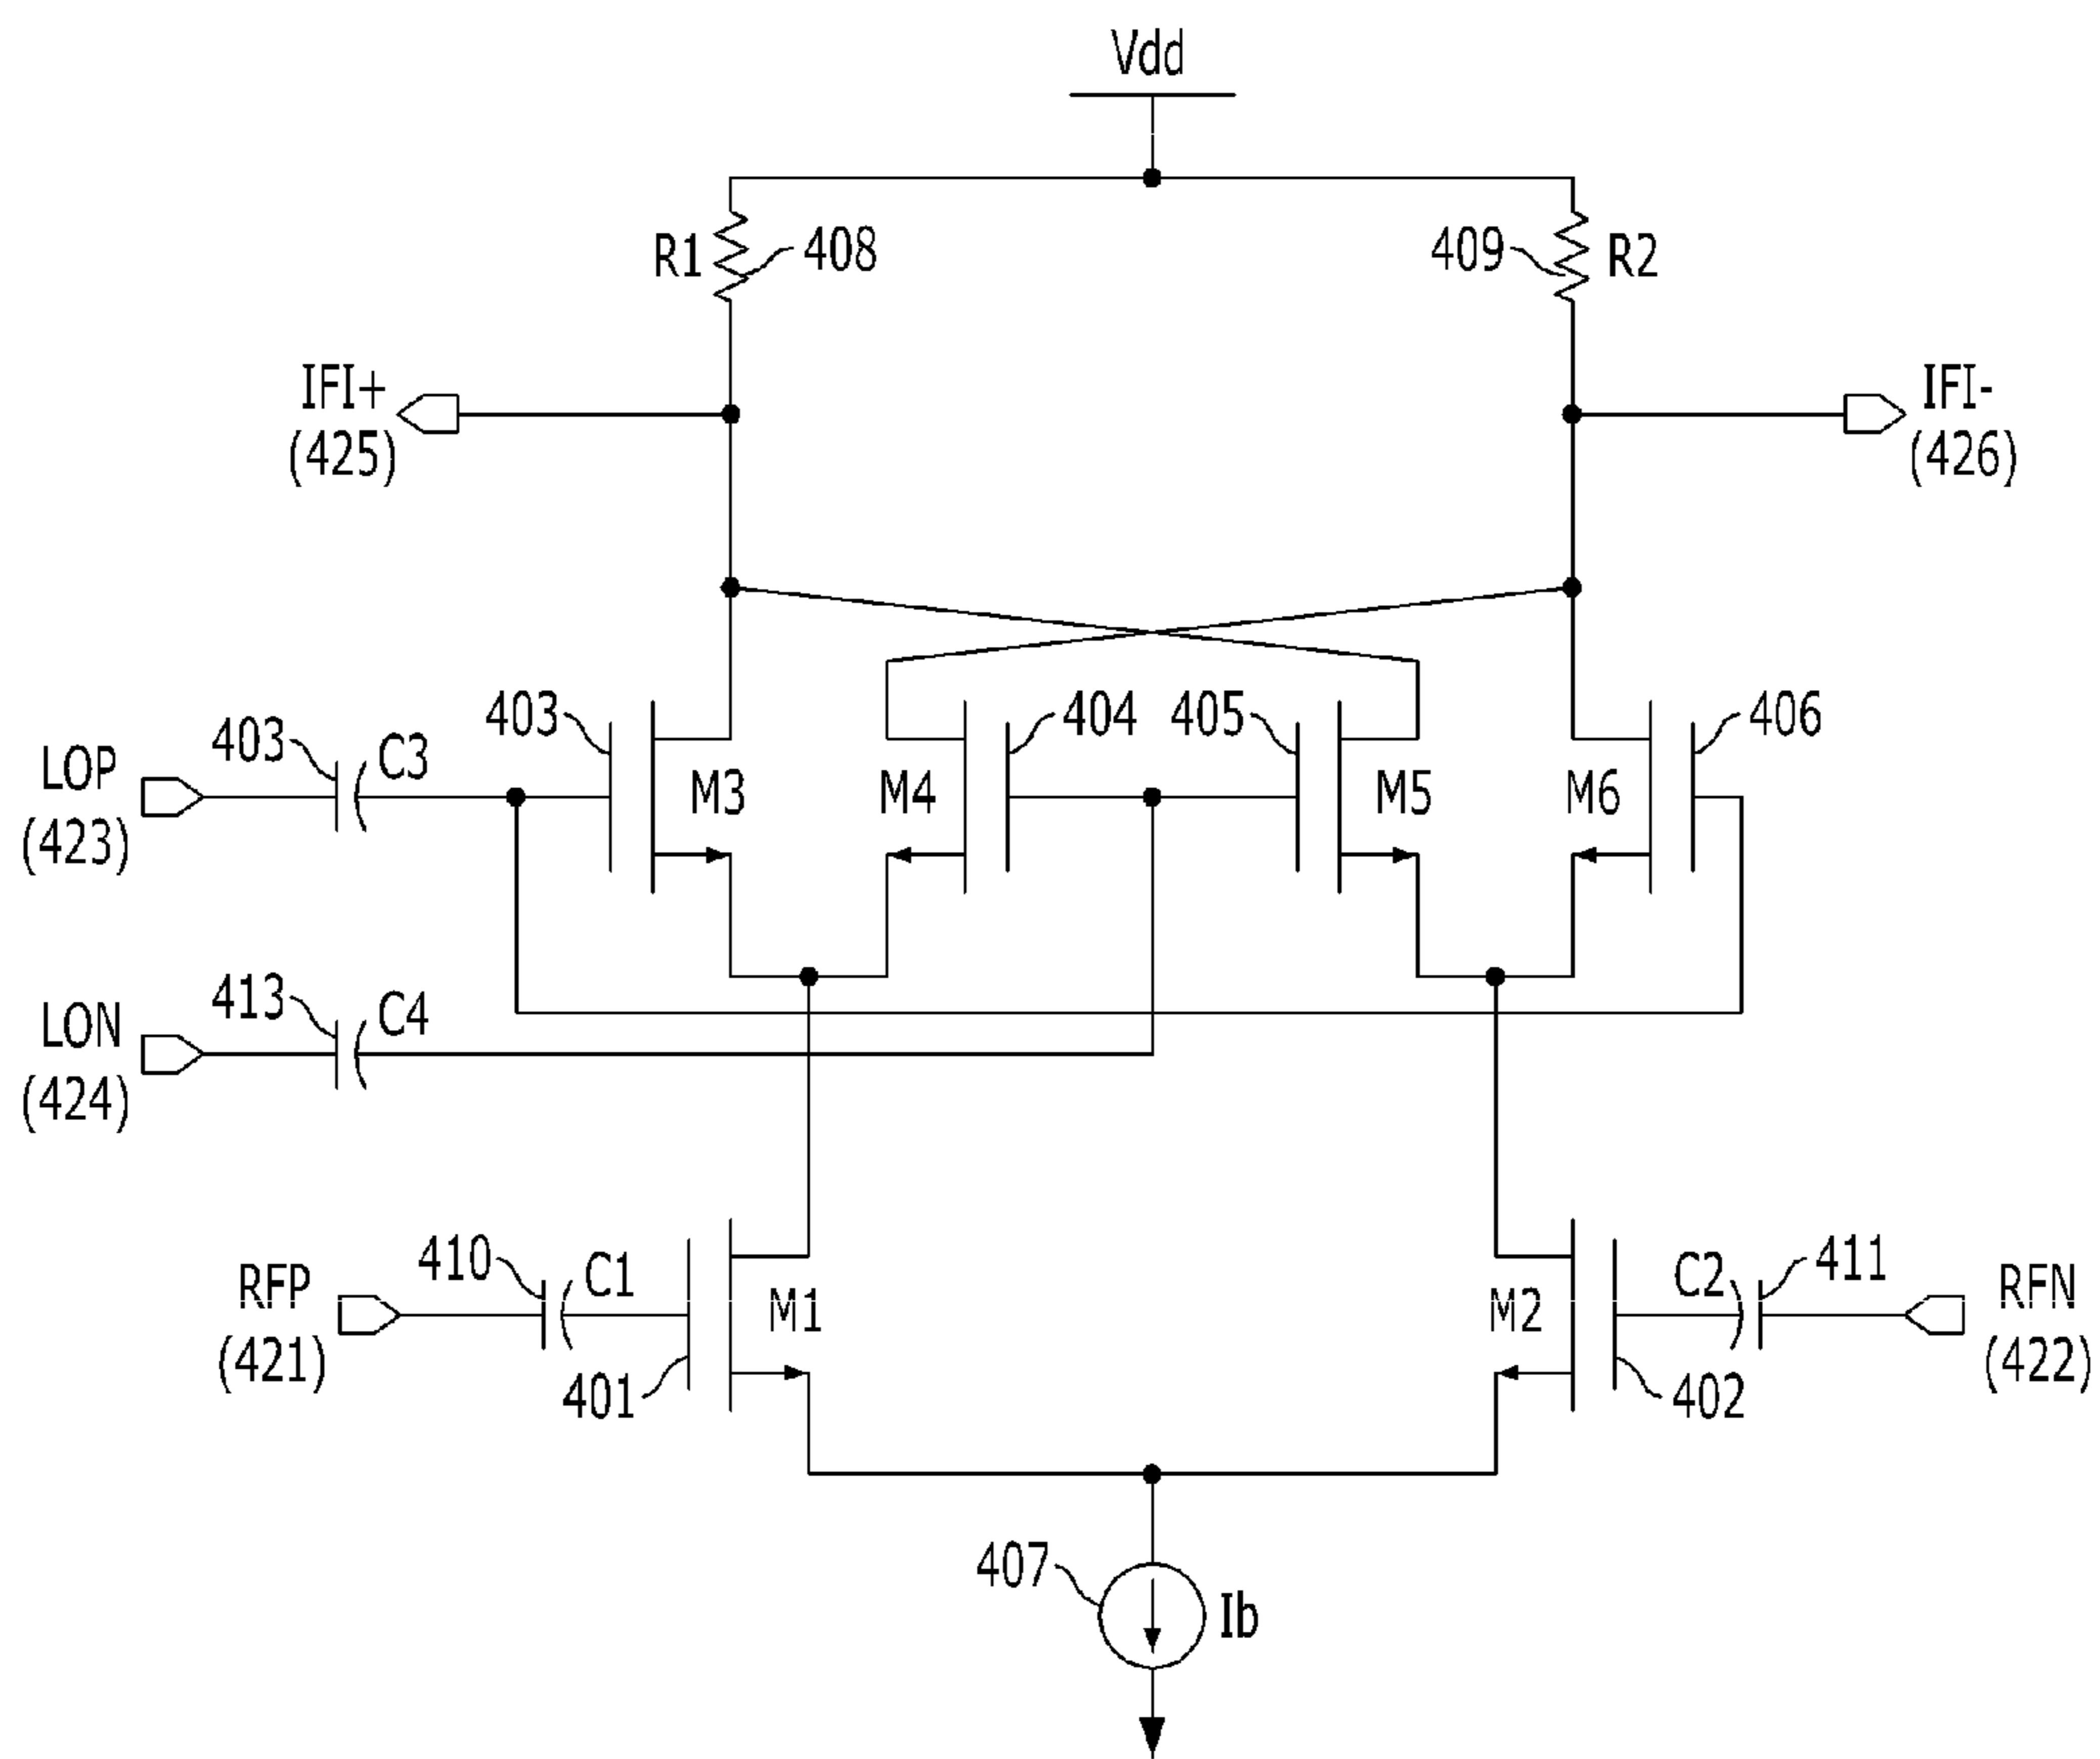 Vdd
R1
408
409
R2
IFI+
(425)
IFI-
(426)
403
404
405
406
LOP
(423)
403
C3
M3
M4
M5
M6
LON
(424)
413
C4
RFP
(421)
410
C1
M1
401
M2
C2
411
RFN
(422)
402
407
Ib